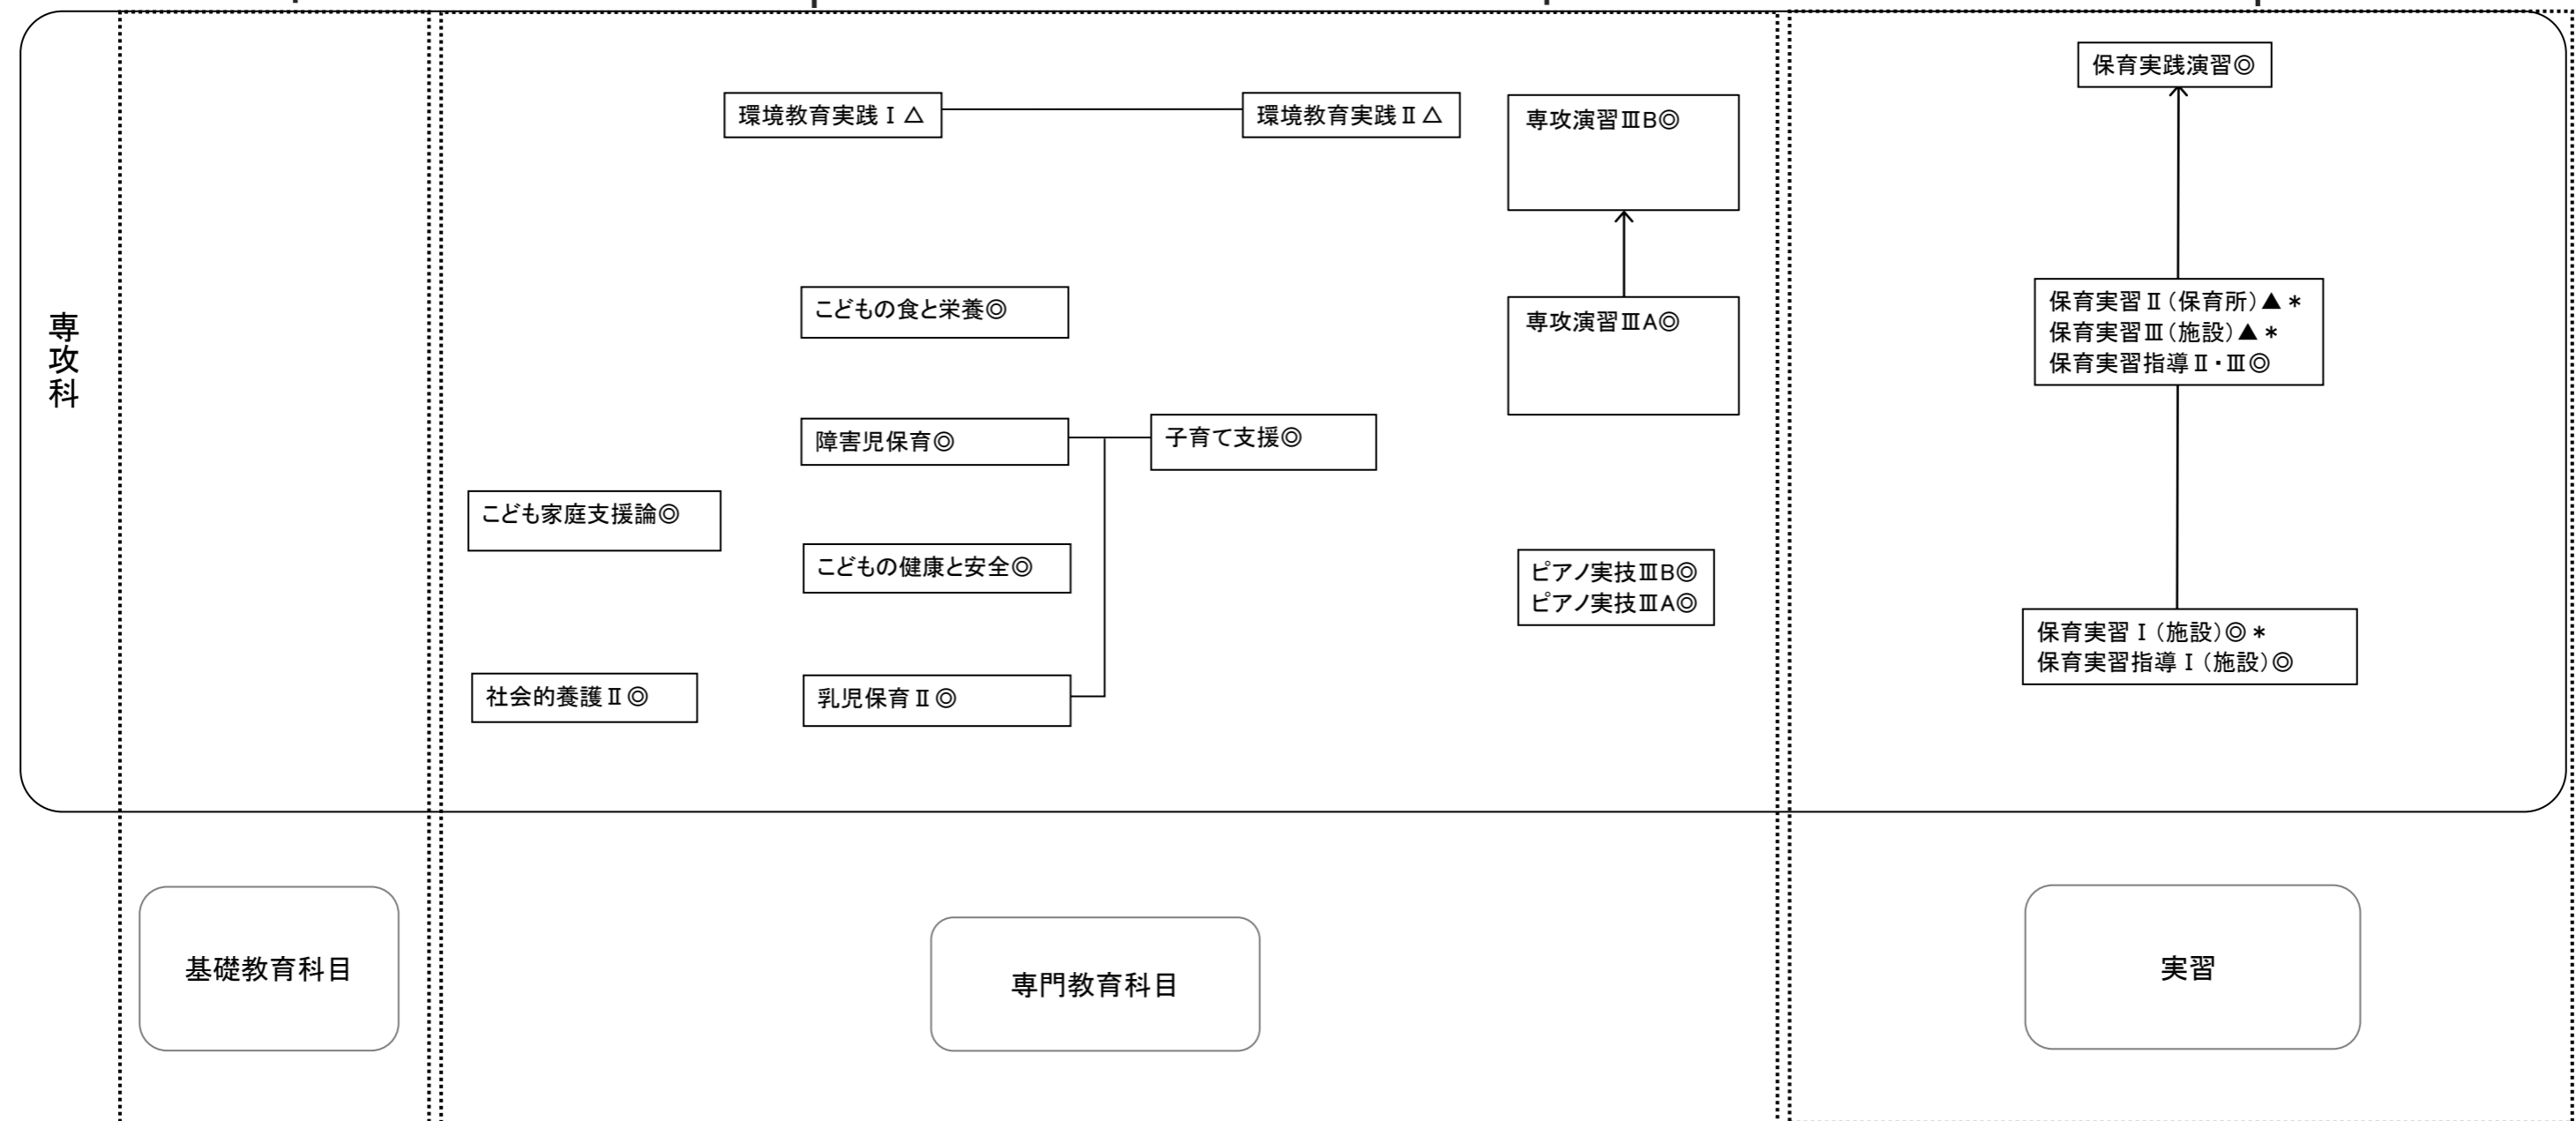 保育実践演習◎
環境教育実践Ⅰ△
環境教育実践Ⅱ△
専攻演習ⅢB◎
こどもの食と栄養◎
専攻演習ⅢA◎
保育実習Ⅱ(保育所)▲*
保育実習Ⅲ(施設)▲*
保育実習指導Ⅱ・Ⅲ◎
専攻科
障害児保育◎
子育て支援◎
こども家庭支援論◎
こどもの健康と安全◎
ピアノ実技ⅢB◎
ピアノ実技ⅢA◎
保育実習Ⅰ(施設)◎*
保育実習指導Ⅰ(施設)◎
社会的養護Ⅱ◎
乳児保育Ⅱ◎
基礎教育科目
専門教育科目
実習